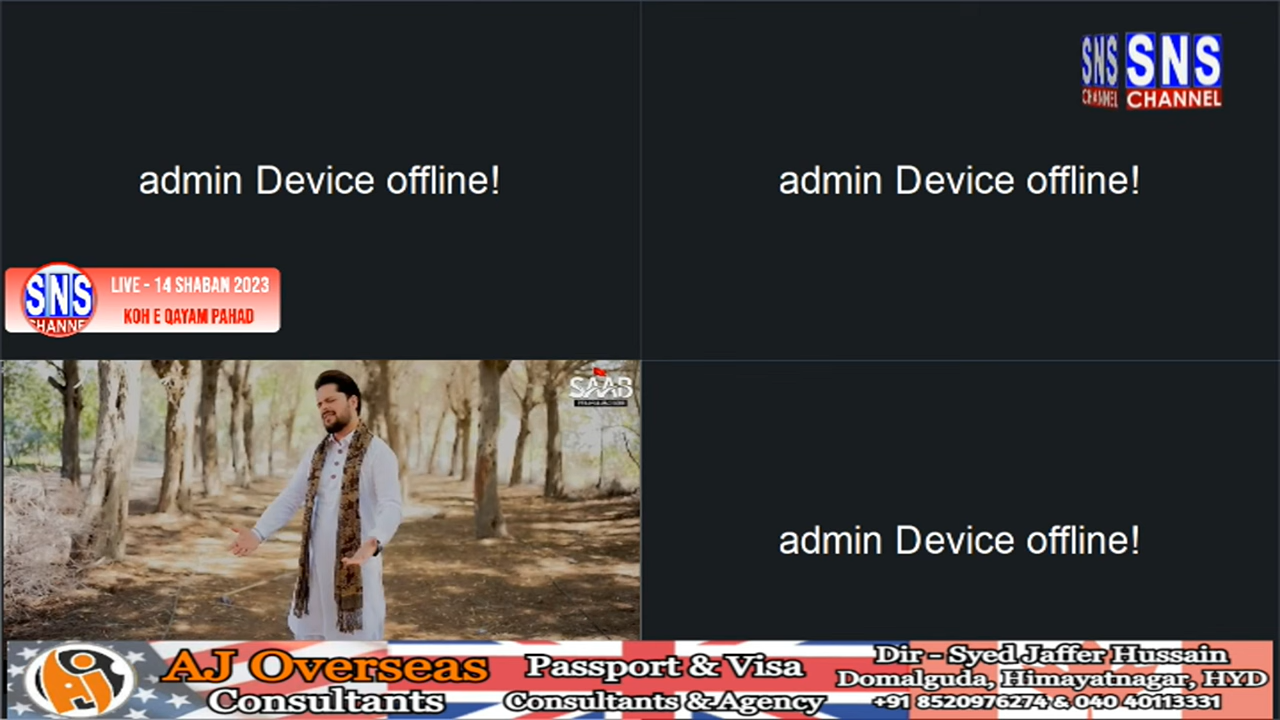 SNS SNS
CHANNEL CHANNEL
admin Device offline!
admin Device offline!
SNS
CHANNE
LIVE - 14 SHABAN 2023
KOH E QAYAM PAHAD
SAAB
admin Device offline!
AJ Overseas
Consultants
Passport & Visa
Consultants & Agency
Dir - Syed Jaffer Hussain
Domalguda, Himayatnagar, HYD
+91 8520976274 & 040 40113331